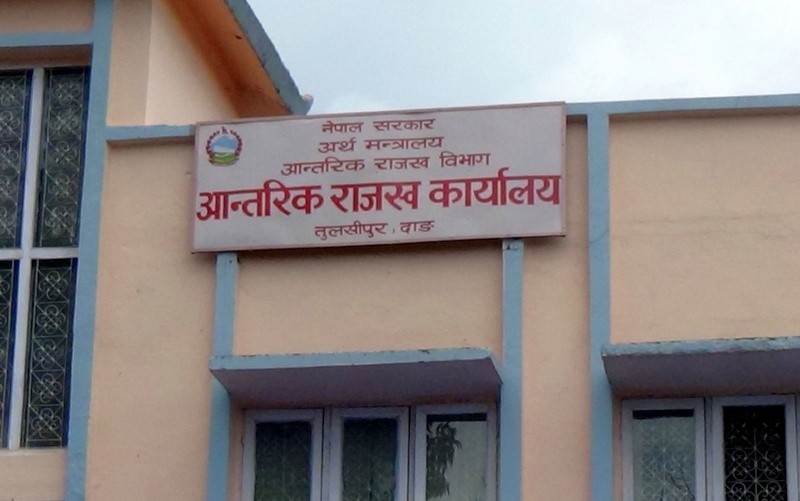 नेपाल सरकार
अर्थ मन्त्रालय
आन्तरिक राजस्व विभाग
आन्तरिक राजस्व कार्यालय
तुलसीपुर, दाङ